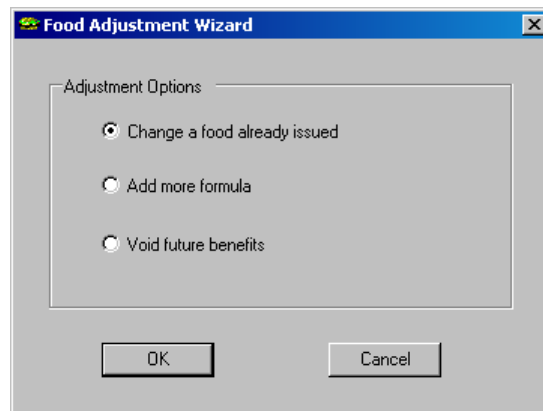 Food Adjustment Wizard
Adjustment Options
Change a food already issued
Add more formula
Void future benefits
OK Cancel